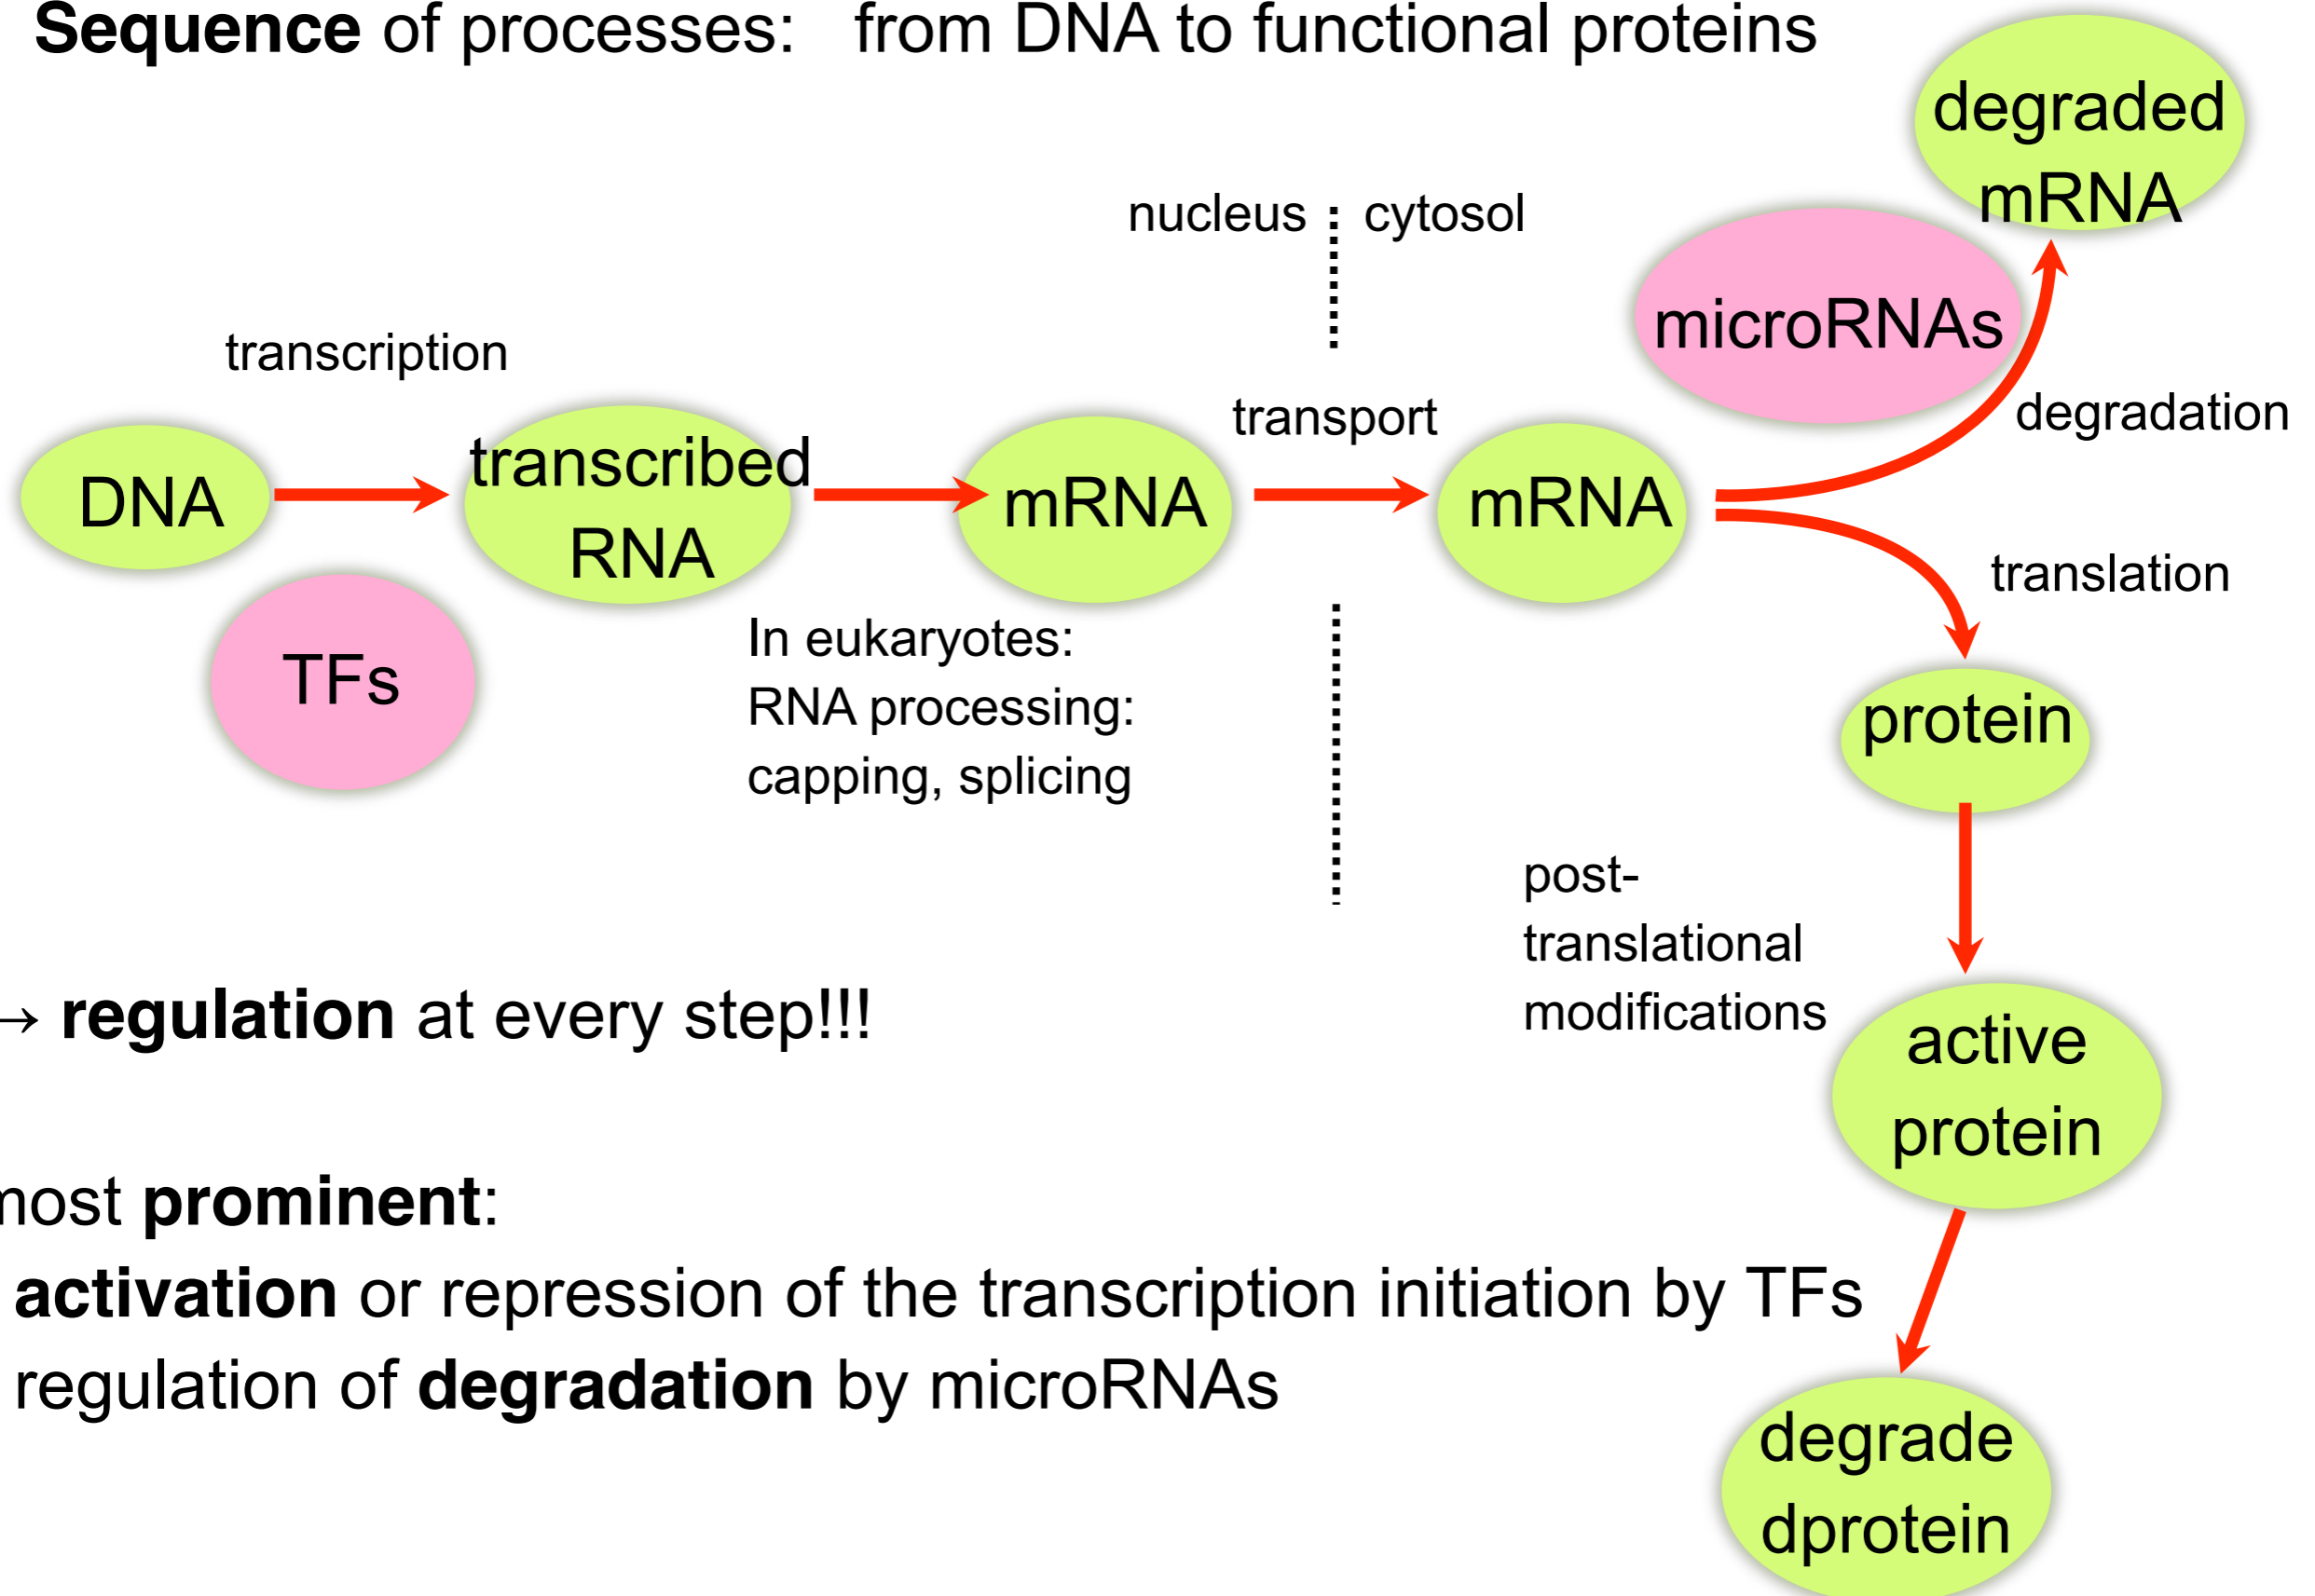 Sequence of processes: from DNA to functional proteins
degraded
mRNA
nucleus
cytosol
microRNAs
transcription
transport
degradation
DNA
transcribed
RNA
mRNA
mRNA
translation
TFs
In eukaryotes:
RNA processing:
capping, splicing
protein
post-
translational
modifications
→ regulation at every step!!!
active
protein
most prominent:
activation or repression of the transcription initiation by TFs
regulation of degradation by microRNAs
degrade
dprotein